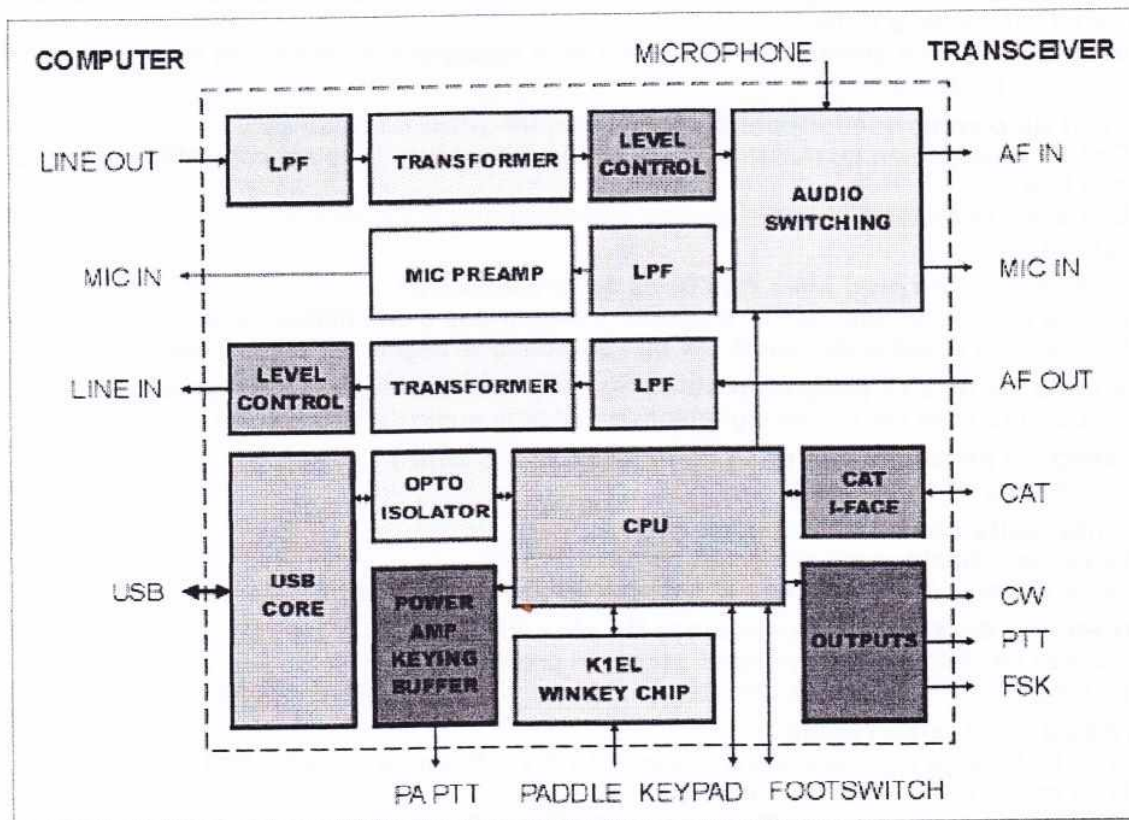 COMPUTER
MICROPHONE
TRANSCEIVER
LINE OUT
LPF
TRANSFORMER
LEVEL
CONTROL
AUDIO
SWITCHING
AF IN
MIC IN
MIC PREAMP
LPF
MIC IN
LINE IN
LEVEL
CONTROL
TRANSFORMER
LPF
AF OUT
USB
USB
CORE
OPTO
ISOLATOR
CPU
CAT
I-FACE
CAT
POWER
AMP
KEYING
BUFFER
K1EL
WINKEY CHIP
OUTPUTS
CW
PTT
FSK
PA PTT
PADDLE
KEYPAD
FOOTSWITCH